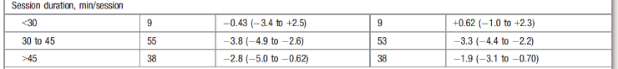 Session duration, min/session
<30 9 −0.43 (−3.4 to +2.5) 9 +0.62 (−1.0 to +2.3)
30 to 45 55 −3.8 (−4.9 to −2.6) 53 −3.3 (−4.4 to −2.2)
>45 38 −2.8 (−5.0 to −0.62) 38 −1.9 (−3.1 to −0.70)